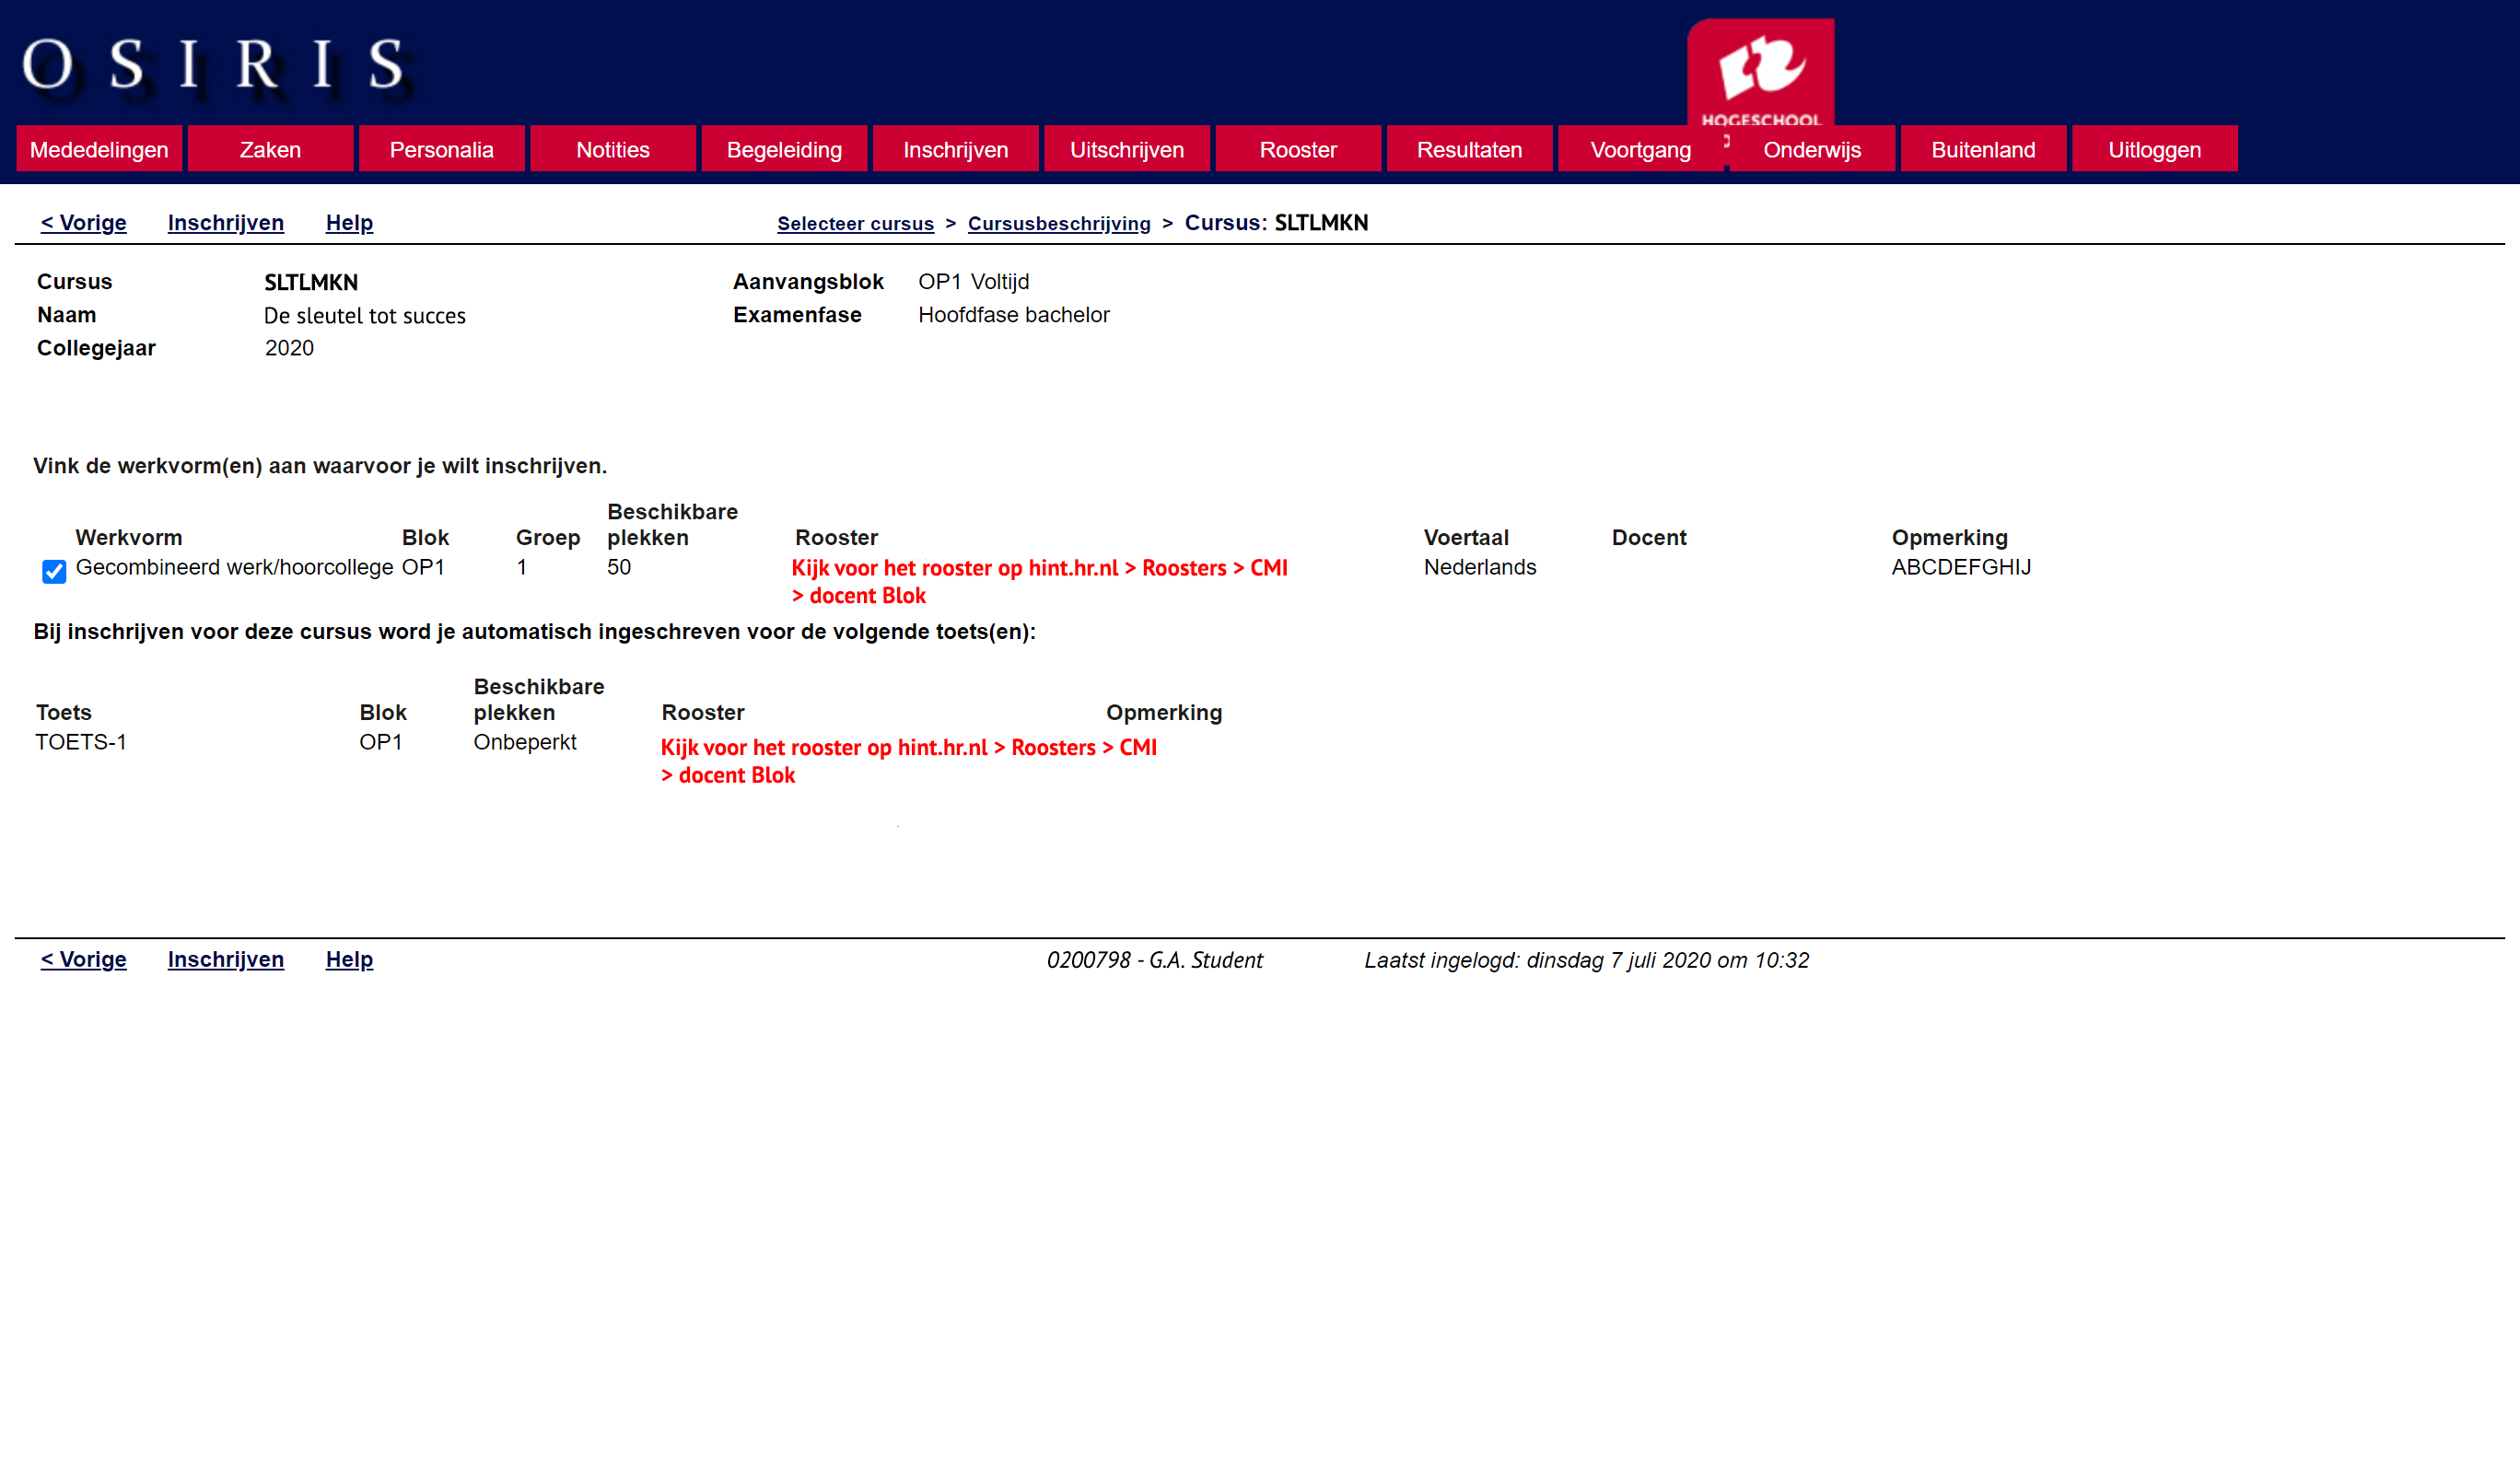 OSIRIS
HOGESCHOOL
Mededelingen Zaken Personalia Notities Begeleiding Inschrijven Uitschrijven Rooster Resultaten Voortgang Onderwijs Buitenland Uitloggen
< Vorige Inschrijven Help Selecteer cursus > Cursusbeschrijving > Cursus: SLTLMKN
Cursus SLTLMKN Aanvangsblok OP1 Voltijd
Naam De sleutel tot succes Examenfase Hoofdfase bachelor
Collegejaar 2020
Vink de werkvorm(en) aan waarvoor je wilt inschrijven.
Beschikbare
Werkvorm Blok Groep plekken Rooster Voertaal Docent Opmerking
Gecombineerd werk/hoorcollege OP1 1 50 Kijk voor het rooster op hint.hr.nl > Roosters > CMI Nederlands ABCDEFGHIJ
> docent Blok
Bij inschrijven voor deze cursus word je automatisch ingeschreven voor de volgende toets(en):
Beschikbare
Toets Blok plekken Rooster Opmerking
TOETS-1 OP1 Onbeperkt Kijk voor het rooster op hint.hr.nl > Roosters > CMI
> docent Blok
< Vorige Inschrijven Help 0200798 - G.A. Student Laatst ingelogd: dinsdag 7 juli 2020 om 10:32